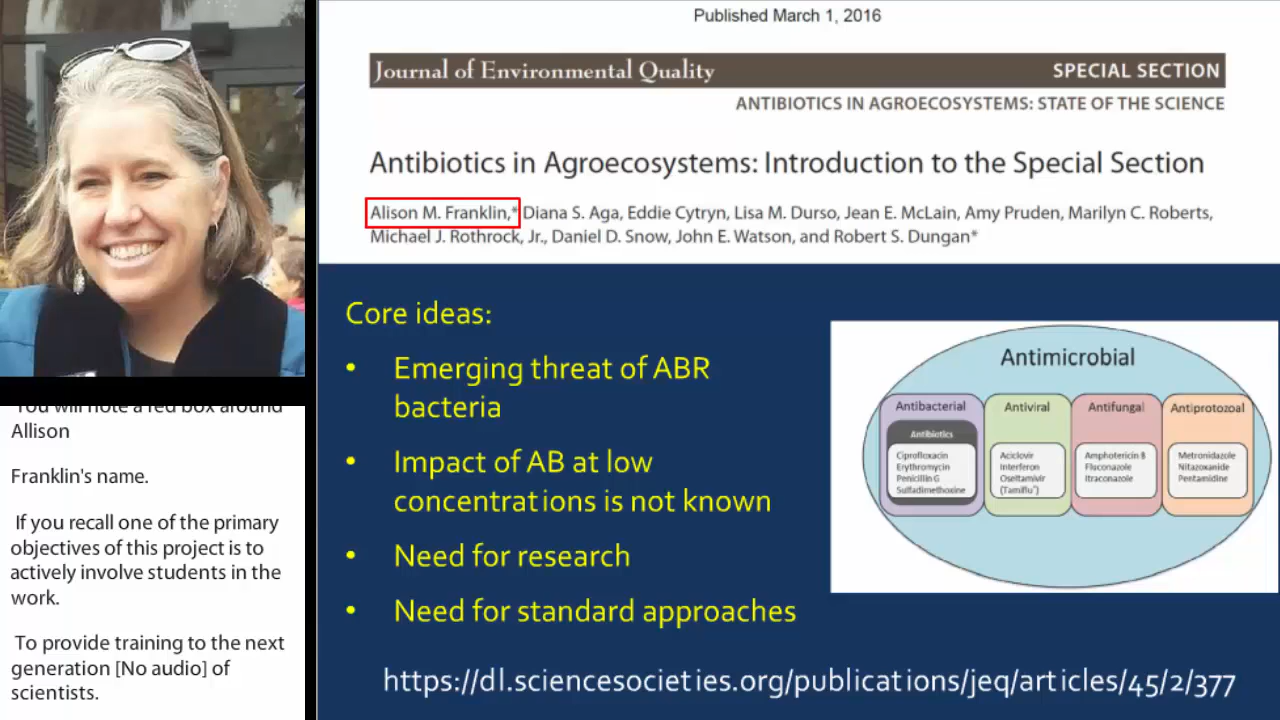 Published March 1, 2016
Journal of Environmental Quality
SPECIAL SECTION
ANTIBIOTICS IN AGROECOSYSTEMS: STATE OF THE SCIENCE
Antibiotics in Agroecosystems: Introduction to the Special Section
Alison M. Franklin,* Diana S. Aga, Eddie Cytryn, Lisa M. Durso, Jean E. McLain, Amy Pruden, Marilyn C. Roberts,
Michael J. Rothrock, Jr., Daniel D. Snow, John E. Watson, and Robert S. Dungan*
Core ideas:
• Emerging threat of ABR
bacteria
• Impact of AB at low
concentrations is not known
• Need for research
• Need for standard approaches
Antimicrobial
Antibacterial
Antibiotics
Ciprofloxacin
Erythromycin
Penicillin G
Sulfadimethoxine
Antiviral
Aciclovir
Interferon
Oseltamivir
(Tamiflu®)
Antifungal
Amphotericin B
Fluconazole
Itraconazole
Antiprotozoal
Metronidazole
Nitazoxanide
Pentamidine
https://dl.sciencesocieties.org/publications/jeq/articles/45/2/377
You will note a red box around
Allison
Franklin's name.
If you recall one of the primary
objectives of this project is to
actively involve students in the
work.
To provide training to the next
generation [No audio] of
scientists.